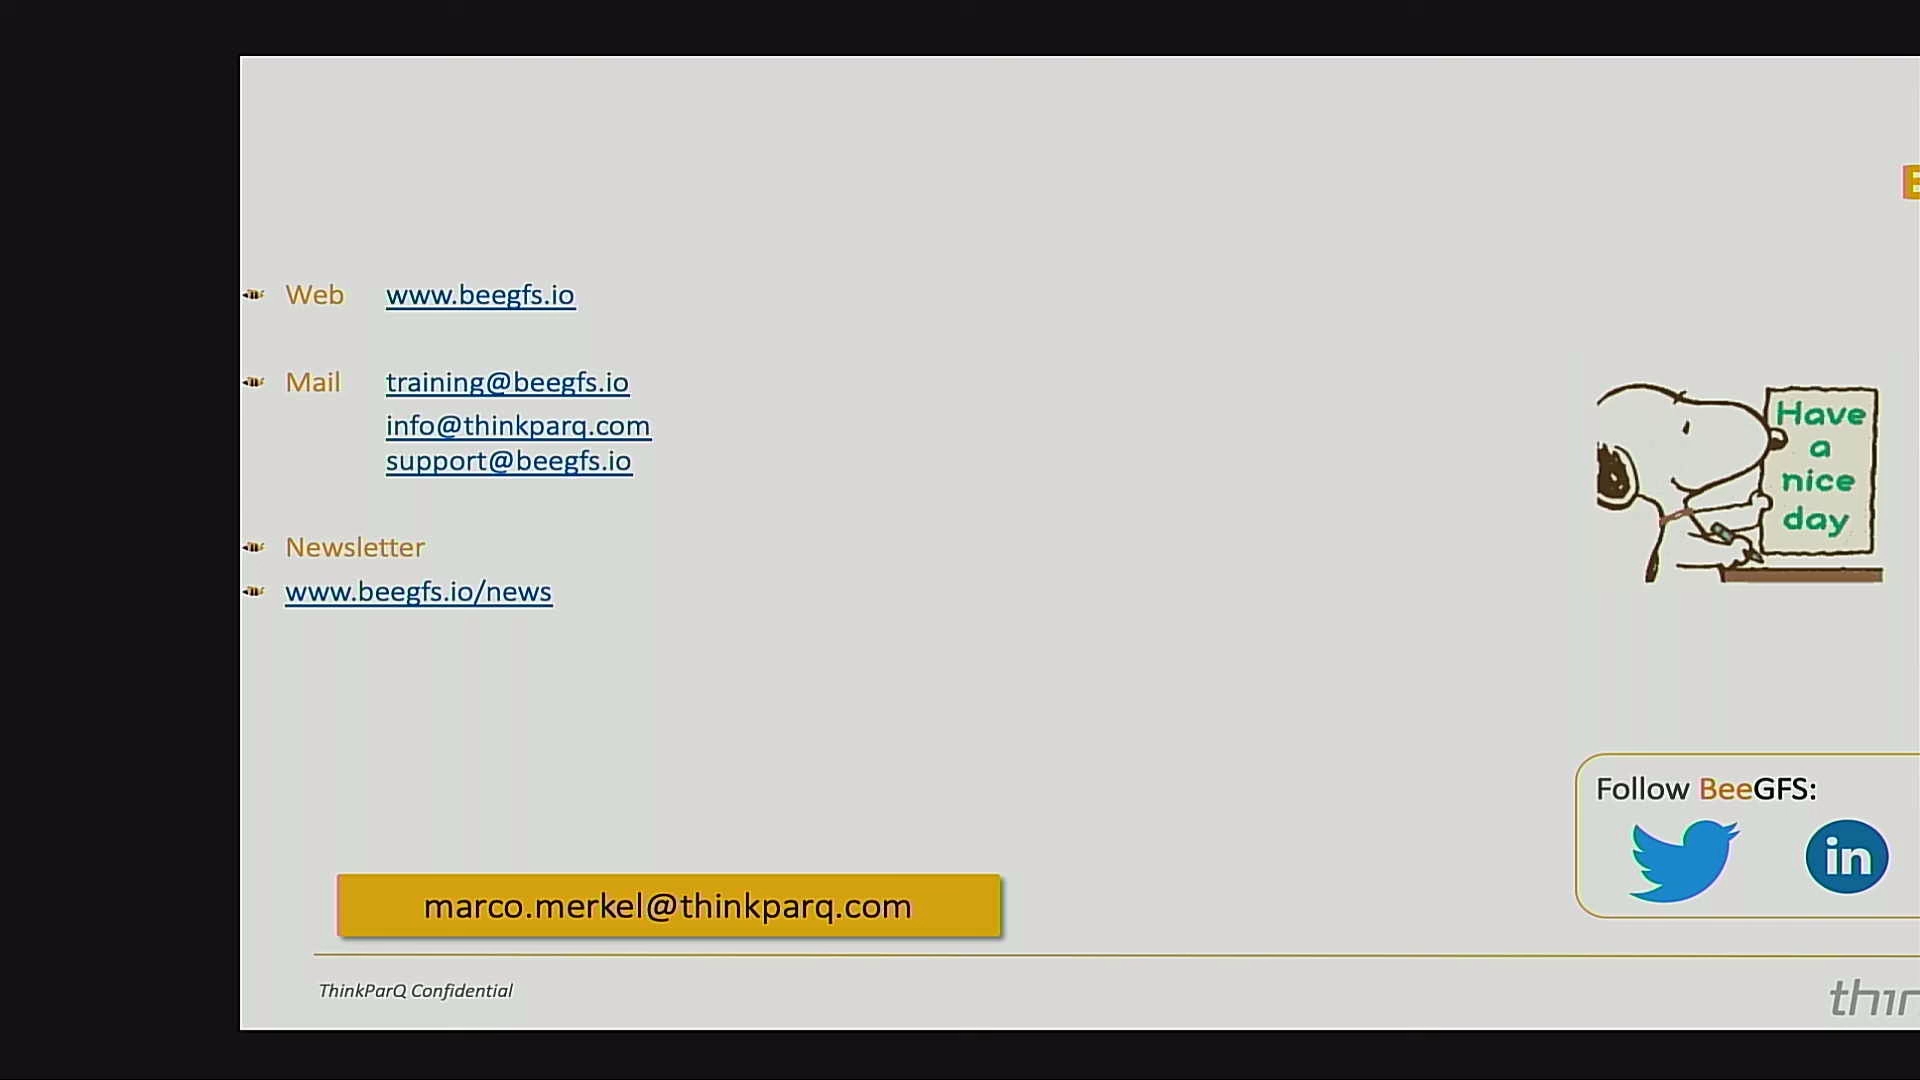 Web www.beegfs.io
Mail training@beegfs.io
info@thinkparq.com
support@beegfs.io
Newsletter
www.beegfs.io/news
Have
a
nice
day
Follow BeeGFS:
in
marco.merkel@thinkparq.com
ThinkParQ Confidential